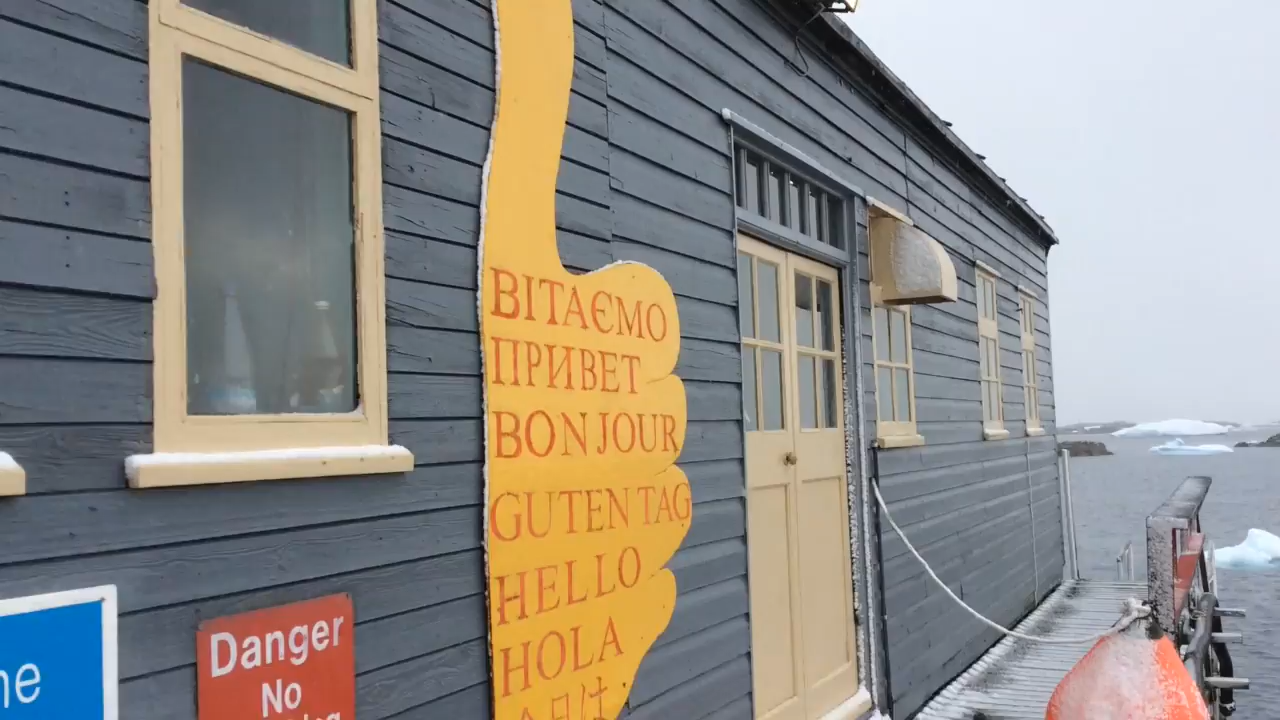 ВІТАЄМО
ПРИВЕТ
BONJOUR
GUTEN TAG
HELLO
HOLA
Danger
No